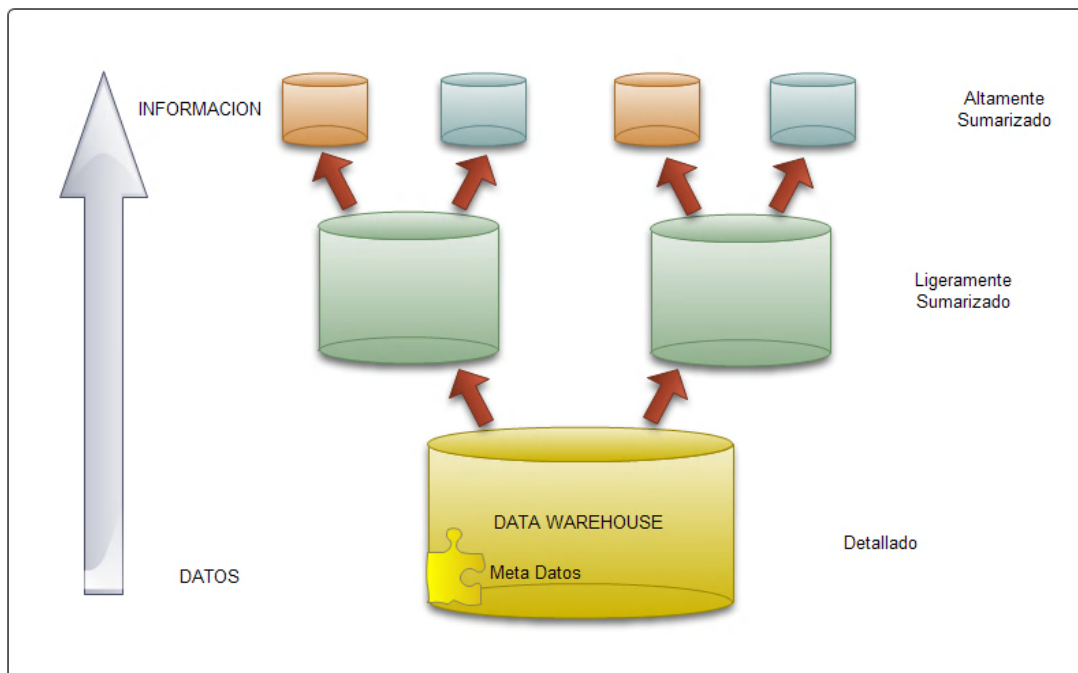 INFORMACION
Altamente
Sumarizado
Ligeramente
Sumarizado
DATA WAREHOUSE
Detallado
Meta Datos
DATOS